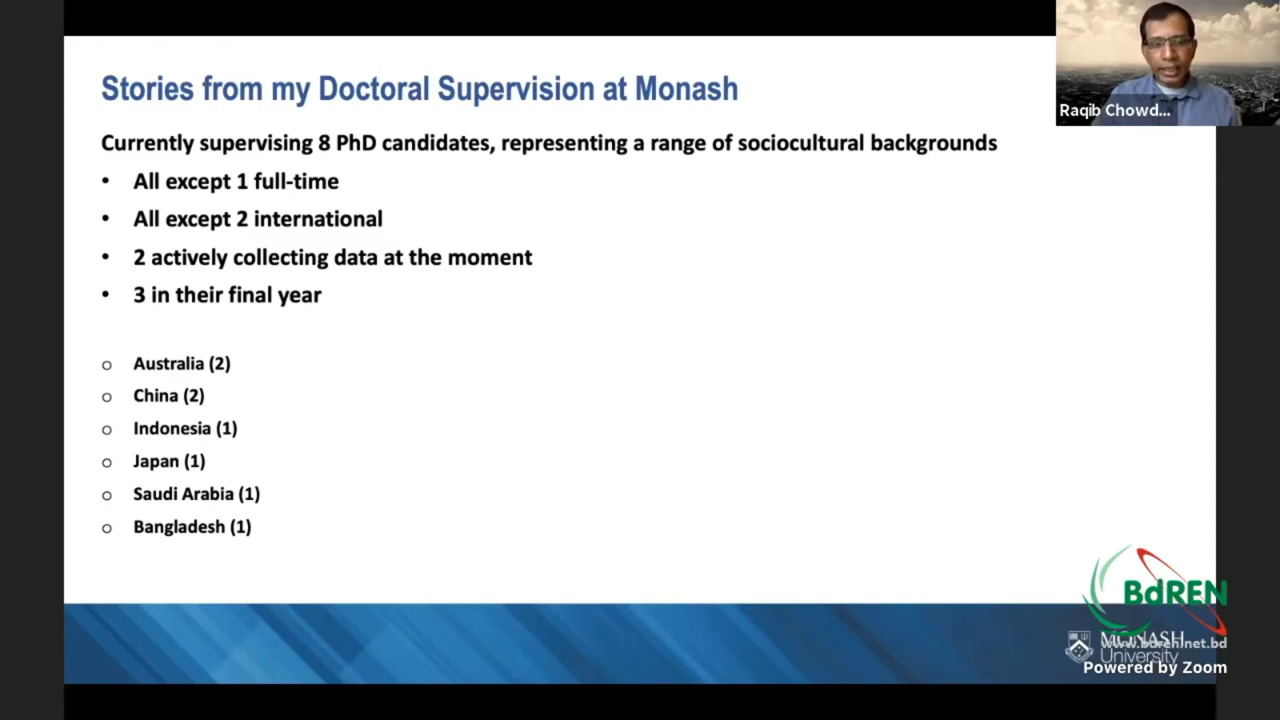 Stories from my Doctoral Supervision at Monash
Raqib Chowd...
Currently supervising 8 PhD candidates, representing a range of sociocultural backgrounds
• All except 1 full-time
• All except 2 international
• 2 actively collecting data at the moment
• 3 in their final year
o Australia (2)
o China (2)
o Indonesia (1)
o Japan (1)
o Saudi Arabia (1)
o Bangladesh (1)
BdREN
MONASH
www.bdren.net.bd
University
Powered by Zoom